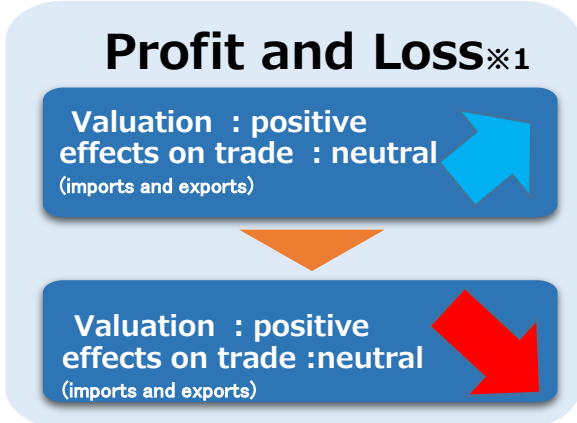 Profit and Loss※1
Valuation : positive
effects on trade : neutral
(imports and exports)
Valuation : positive
effects on trade :neutral
(imports and exports)